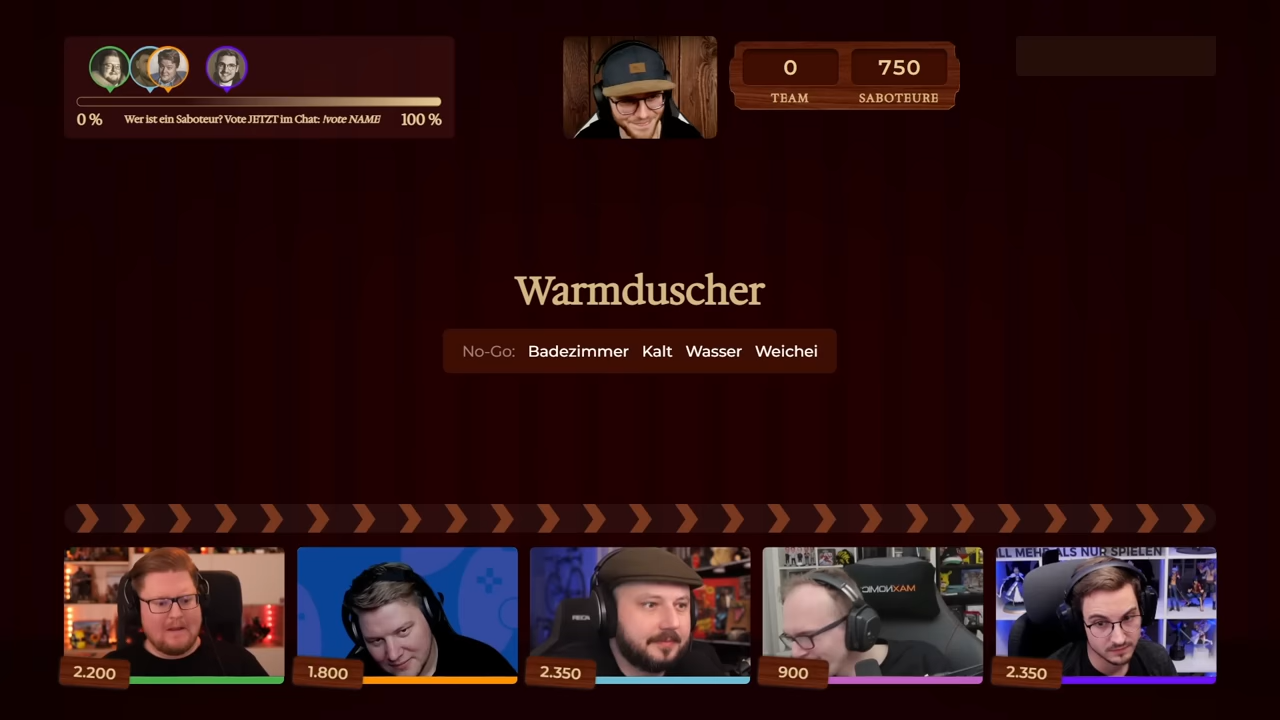 0 % Wer ist ein Saboteur? Vote JETZT im Chat: !vote NAME 100 %
0 750
TEAM SABOTEURE
Warmduscher
No-Go: Badezimmer Kalt Wasser Weichei
ALL MEHR ALS NUR SPIELEN
MAXNOMIC
2.200 1.800 2.350 900 2.350